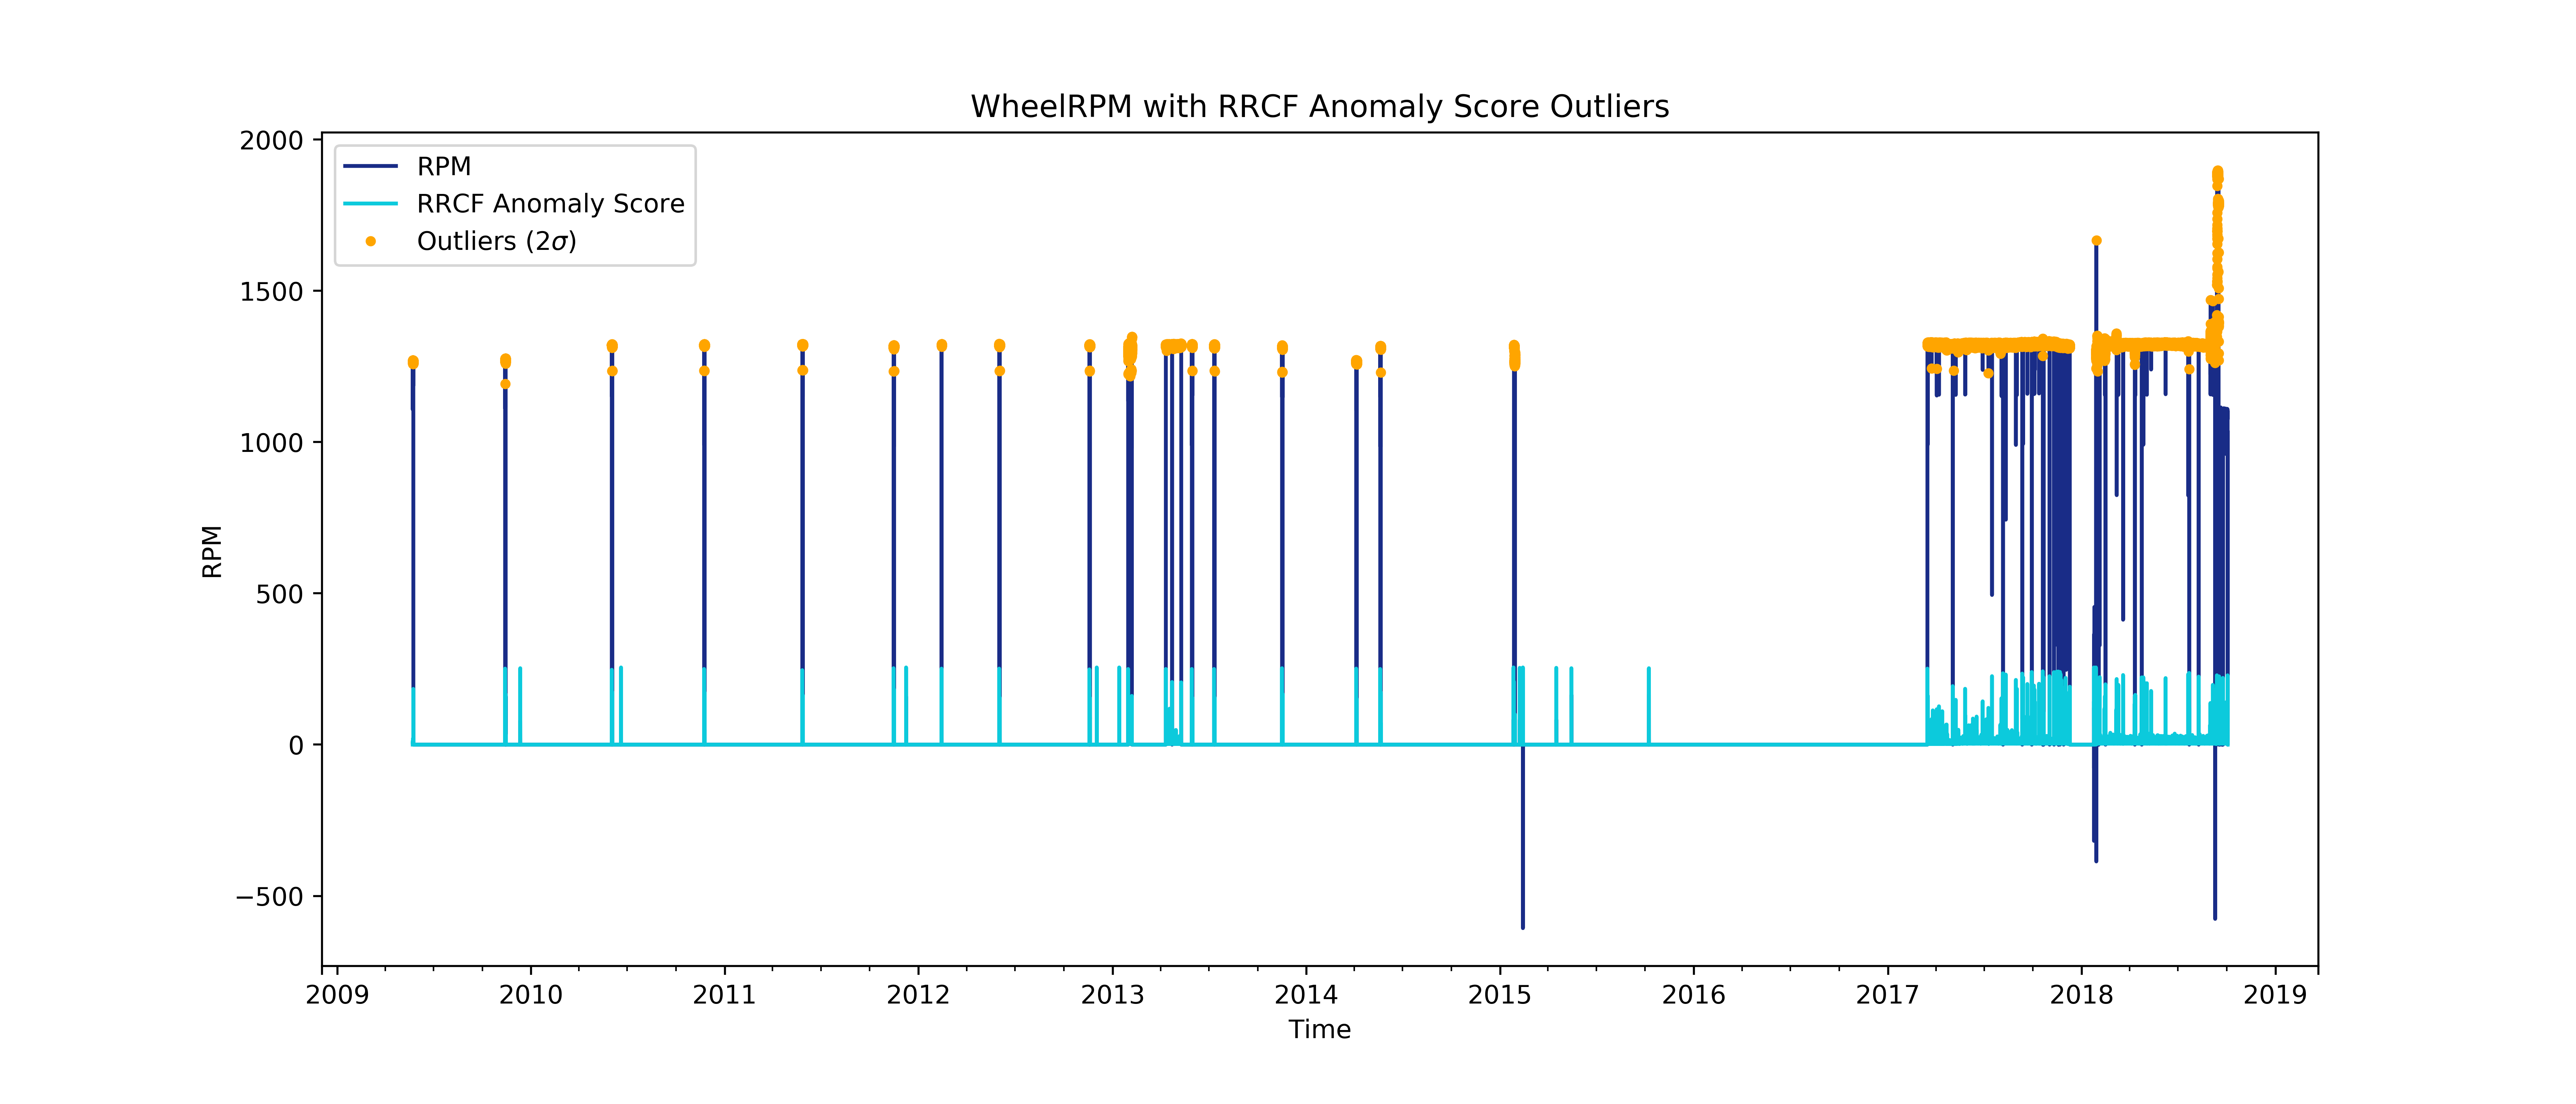 WheelRPM with RRCF Anomaly Score Outliers
2000
1500
1000
500
0
−500
RPM
RPM
RRCF Anomaly Score
Outliers (2σ)
2009 2010 2011 2012 2013 2014 2015 2016 2017 2018 2019
Time